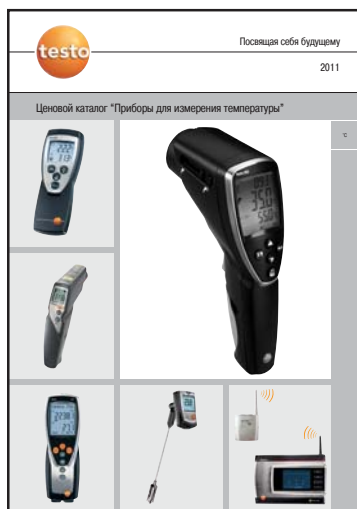 testo
Посвящая себя будущему
2011
Ценовой каталог “Приборы для измерения температуры”
°C